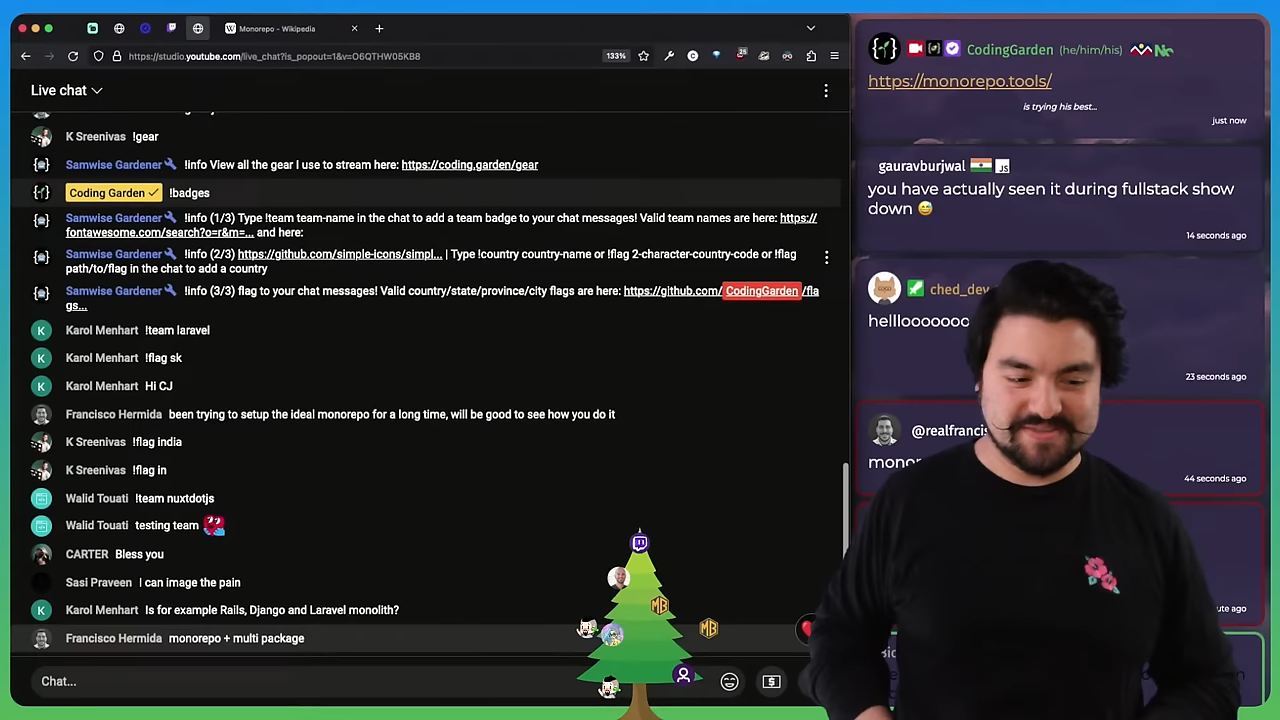 Monorepo - Wikipedia
https://studio.youtube.com/live_chat?is_popout=1&v=O6QTHW05KB8
133%
Live chat
K Sreenivas !gear
Samwise Gardener !info View all the gear I use to stream here: https://coding.garden/gear
Coding Garden !badges
Samwise Gardener !info (1/3) Type !team team-name in the chat to add a team badge to your chat messages! Valid team names are here: https://
fontawesome.com/search?o=r&m=... and here:
Samwise Gardener !info (2/3) https://github.com/simple-icons/simpl... | Type !country country-name or !flag 2-character-country-code or !flag
path/to/flag in the chat to add a country
Samwise Gardener !info (3/3) flag to your chat messages! Valid country/state/province/city flags are here: https://github.com/ CodingGarden /fla
gs...
K Karol Menhart !team laravel
K Karol Menhart !flag sk
K Karol Menhart Hi CJ
Francisco Hermida been trying to setup the ideal monorepo for a long time, will be good to see how you do it
K Sreenivas !flag india
K Sreenivas !flag in
Walid Touati !team nuxtdotjs
Walid Touati testing team
CARTER Bless you
Sasi Praveen I can image the pain
K Karol Menhart Is for example Rails, Django and Laravel monolith?
Francisco Hermida monorepo + multi package
Chat...
MB
MB
CodingGarden (he/him/his)
https://monorepo.tools/
is trying his best...
just now
gauravburjwal JS
you have actually seen it during fullstack show
down
14 seconds ago
ched_dev
hellooooooo
23 seconds ago
@realfrancis
monor
44 seconds ago
ute ago